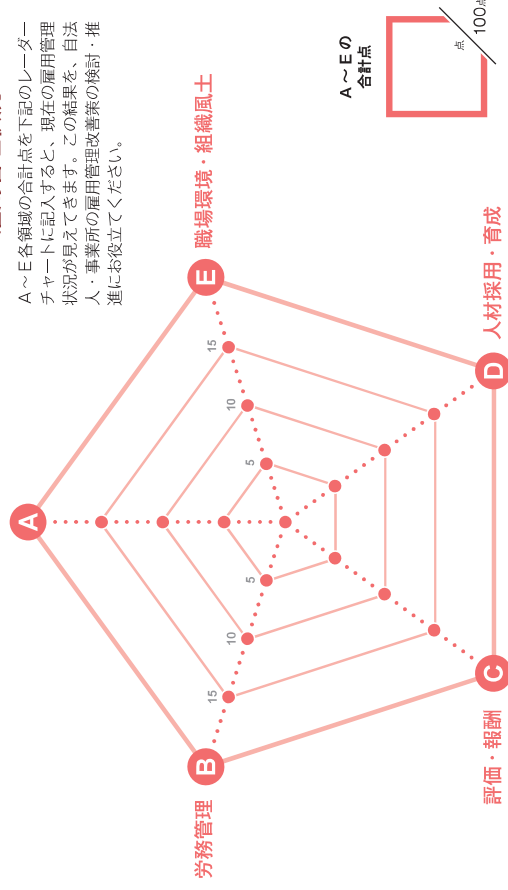 A～E各領域の合計点を下記のレーダー
チャートに記入すると、現在の雇用管理
状況が見えてきます。この結果を、自法
人・事業所の雇用管理改善策の検討・推
進にお役立てください。
A
B
労務管理
E
職場環境・組織風土
15
10
5
5
10
15
C
評価・報酬
D
人材採用・育成
A～Eの
合計点
点
100点